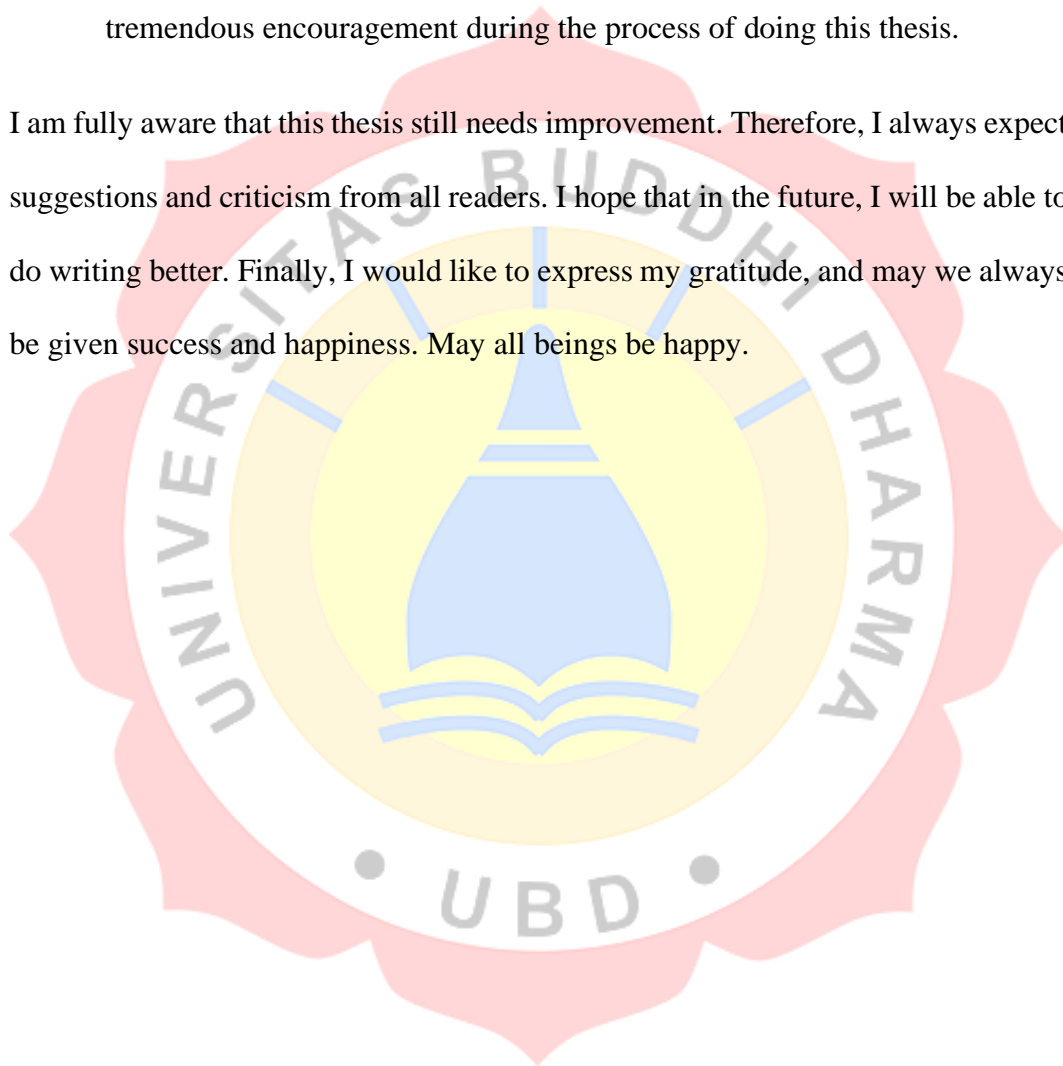 tremendous encouragement during the process of doing this thesis.
I am fully aware that this thesis still needs improvement. Therefore, I always expect
suggestions and criticism from all readers. I hope that in the future, I will be able to
do writing better. Finally, I would like to express my gratitude, and may we always
be given success and happiness. May all beings be happy.
UNIVERSITAS BUDDHI DHARMA
• UBD •